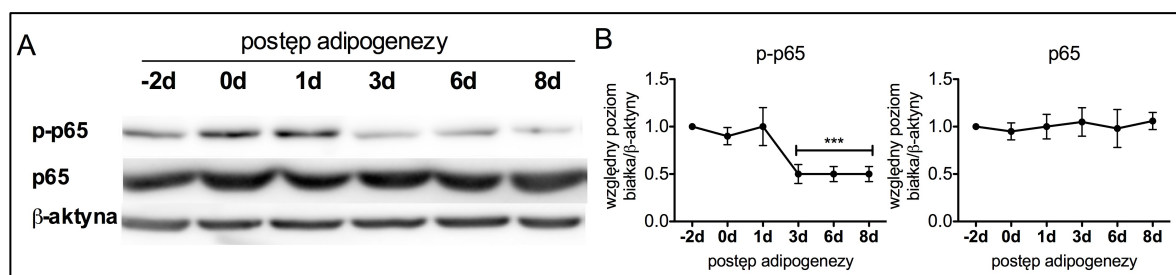 A
postęp adipogenezy
-2d 0d 1d 3d 6d 8d
p-p65
p65
β-aktyna
B
p-p65
względny poziom
białka/β-aktyny
1.5
1.0
0.5
0.0
***
-2d 0d 1d 3d 6d 8d
postęp adipogenezy
p65
względny poziom
białka/β-aktyny
1.5
1.0
0.5
0.0
-2d 0d 1d 3d 6d 8d
postęp adipogenezy